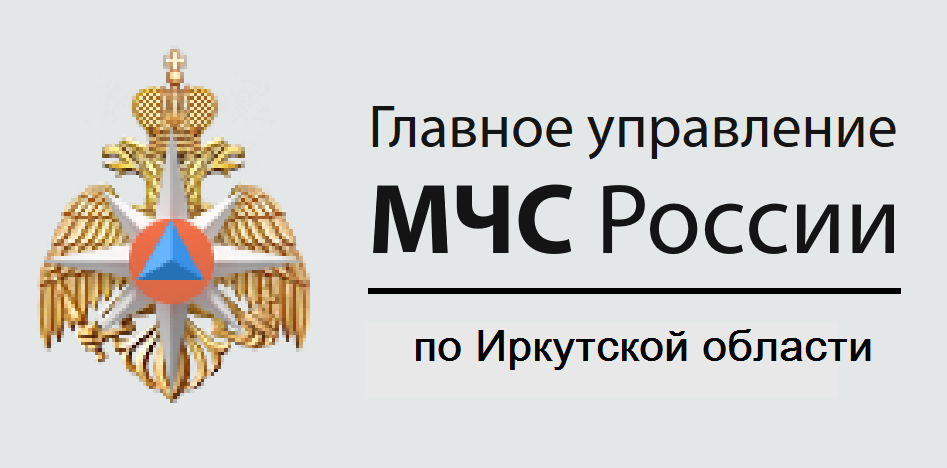 Главное управление
МЧС России
по Иркутской области